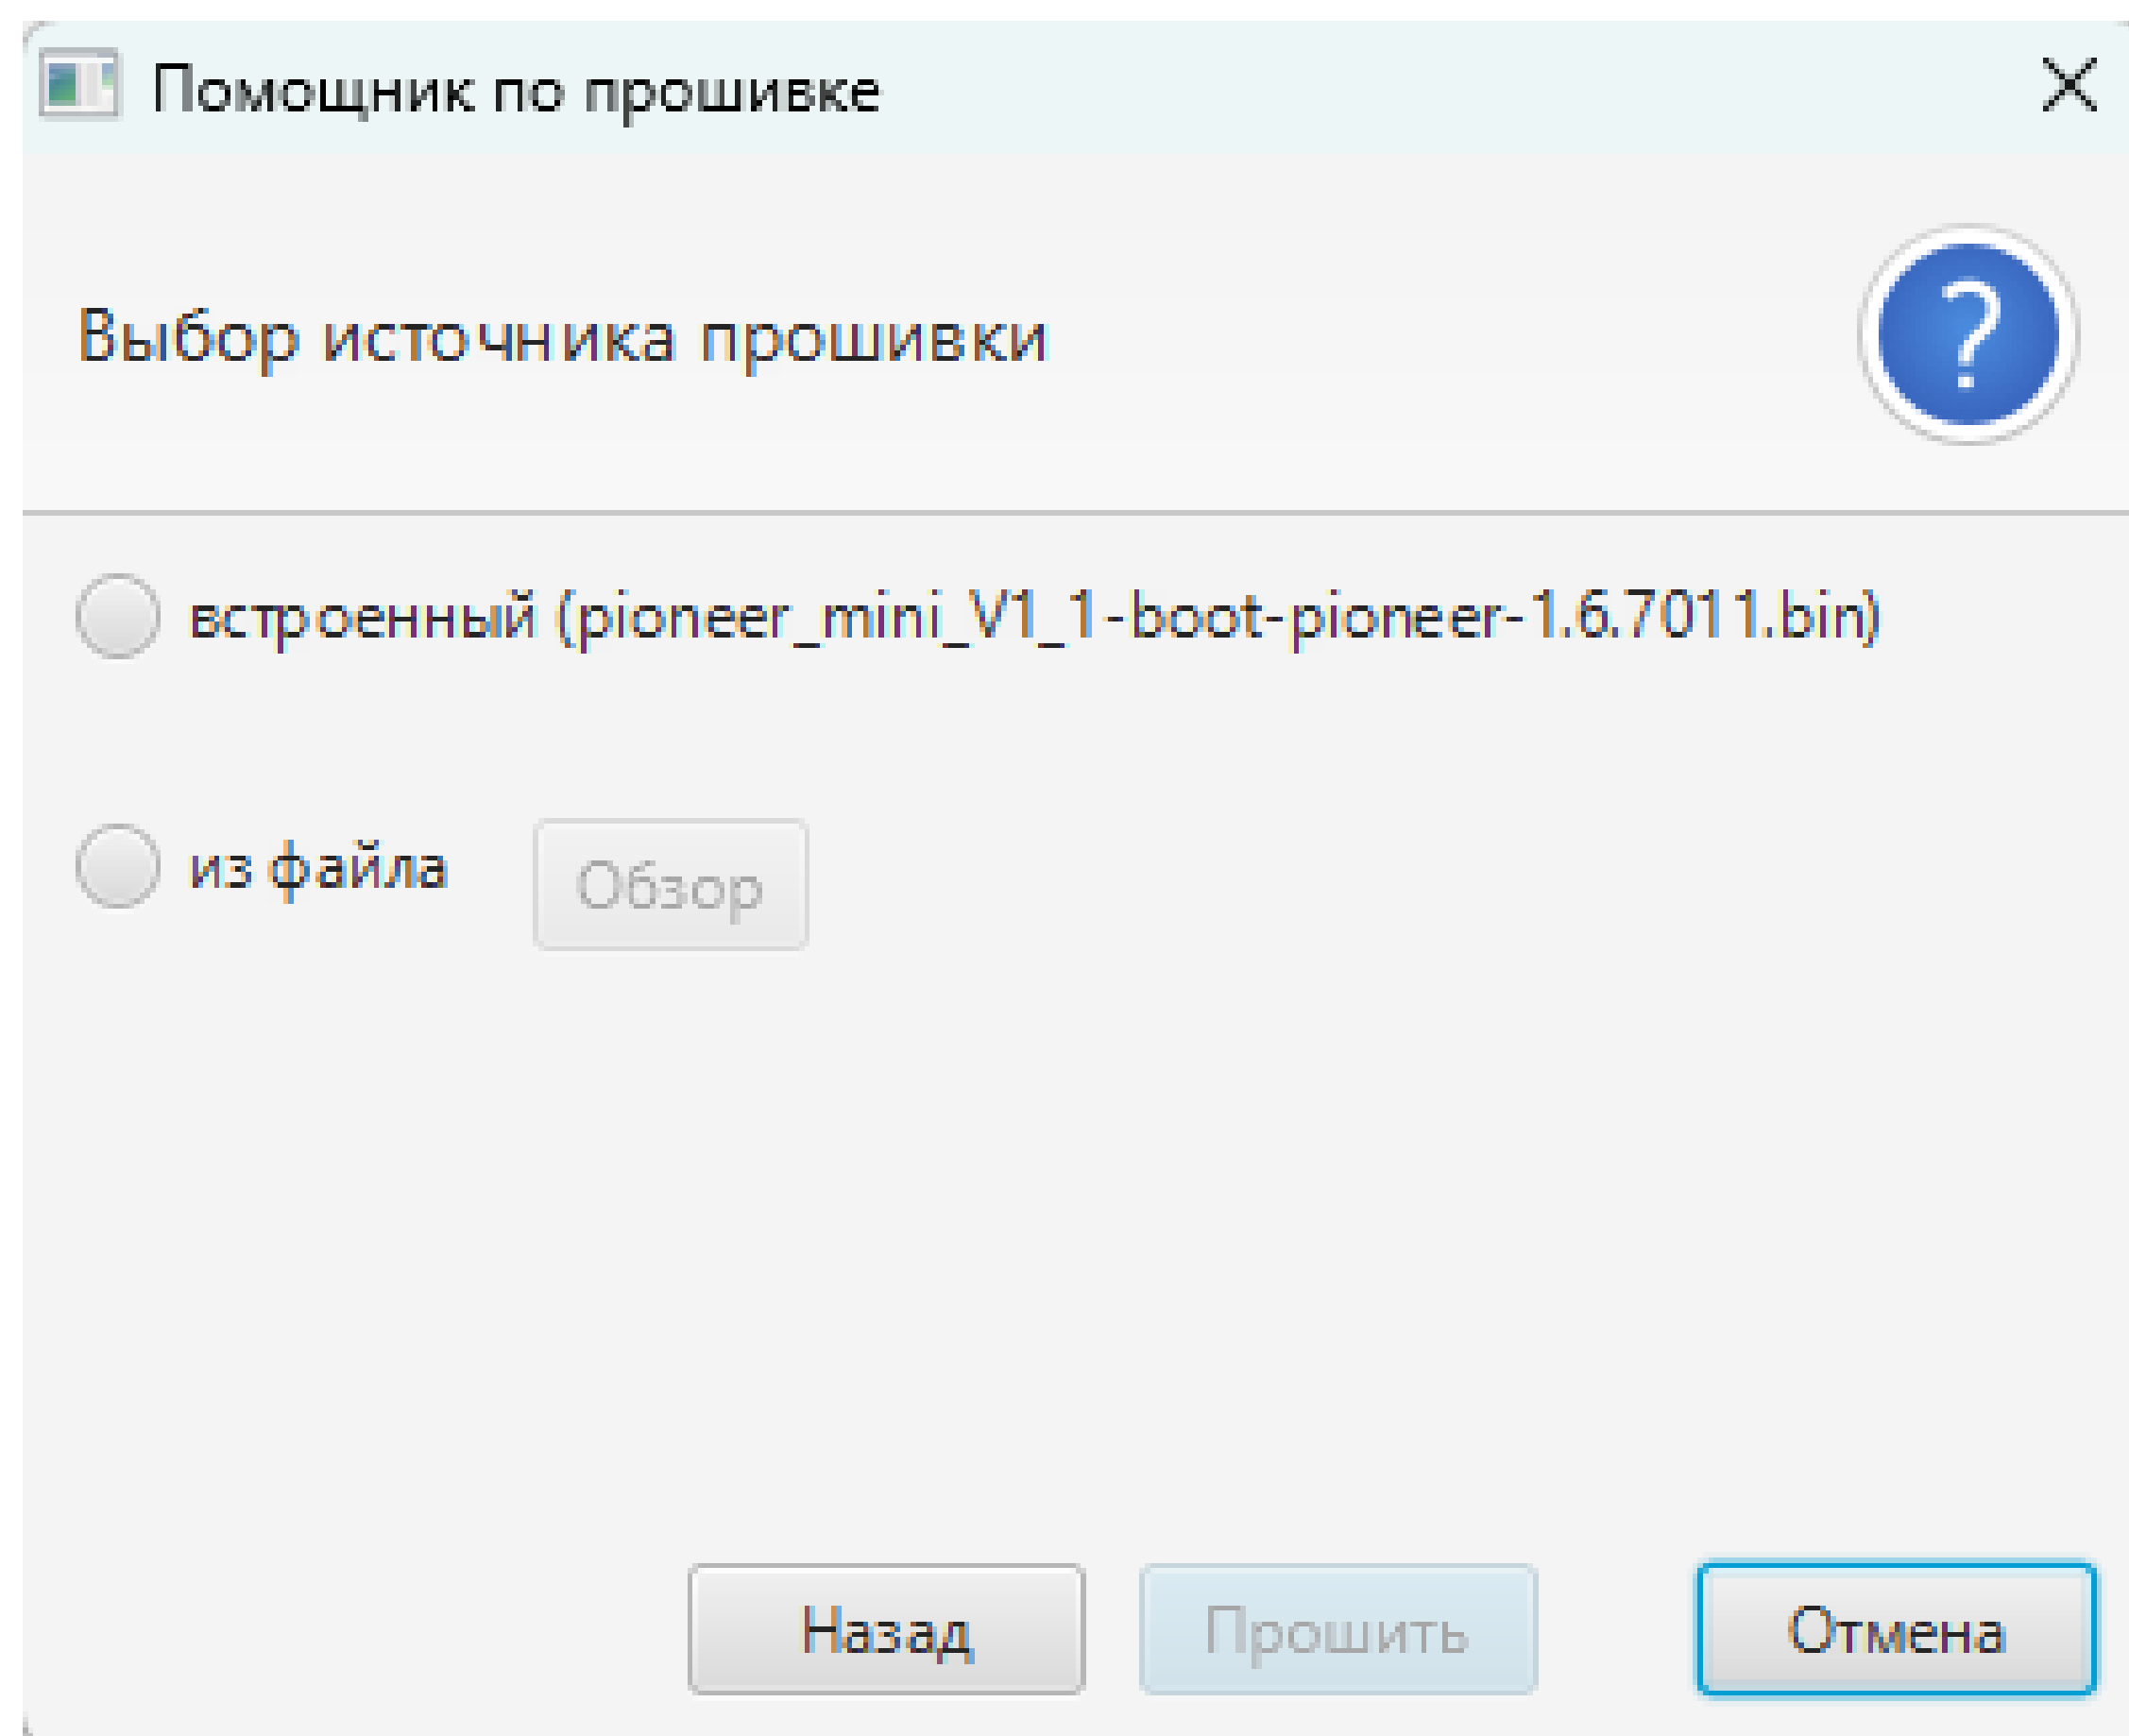 Помощник по прошивке
Выбор источника прошивки
?
встроенный (pioneer_mini_V1_1-boot-pioneer-1.6.7011.bin)
из файла Обзор
Назад Прошить Отмена